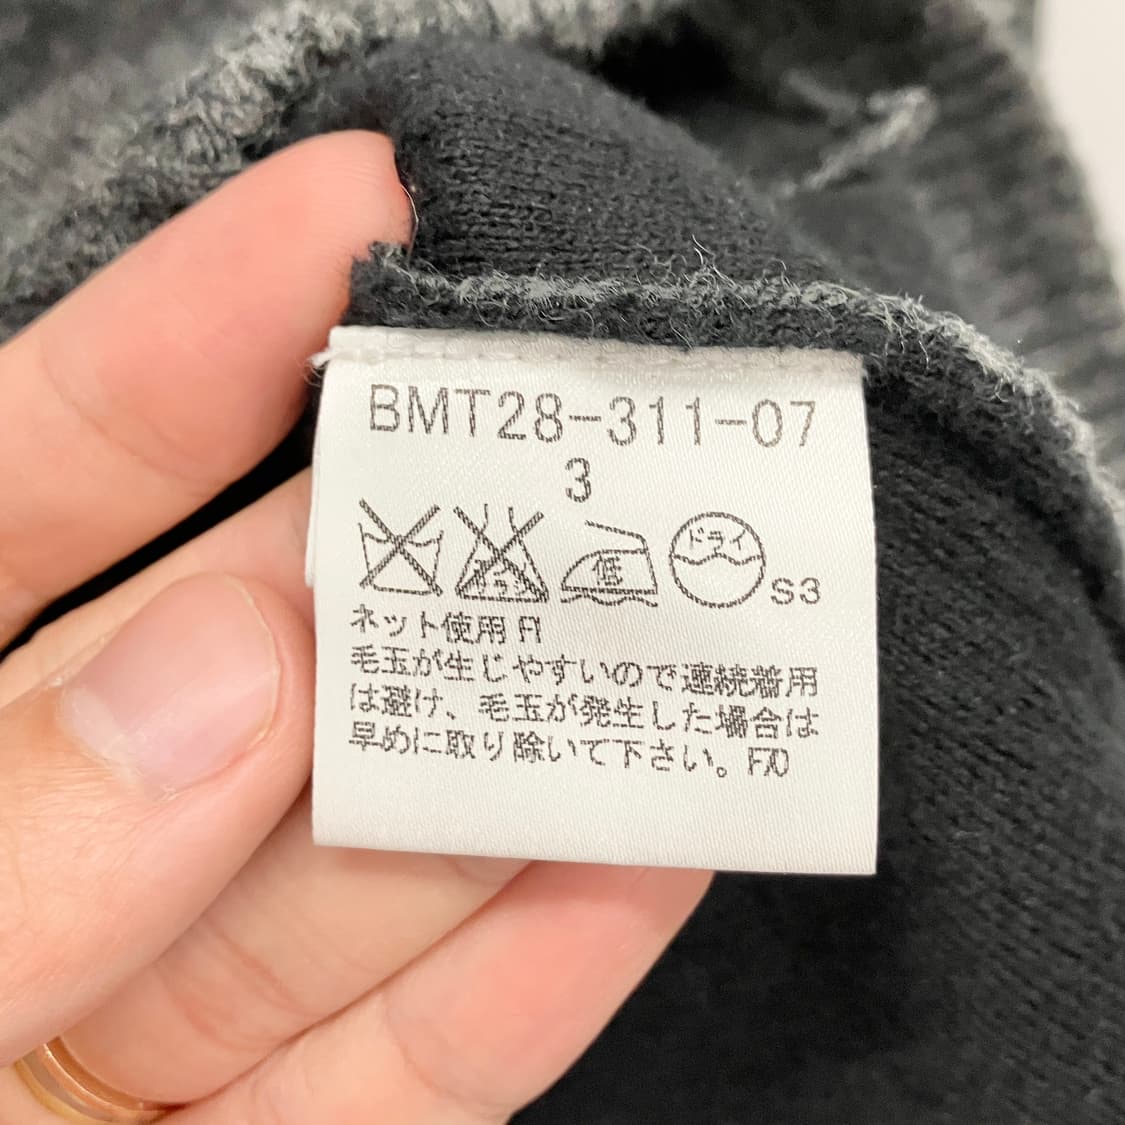 BMT28-311-07
3
ドライ
低
S3
ネット使用 F1
毛玉が生じやすいので連続着用
は避け、毛玉が発生した場合は
早めに取り除いて下さい。F70